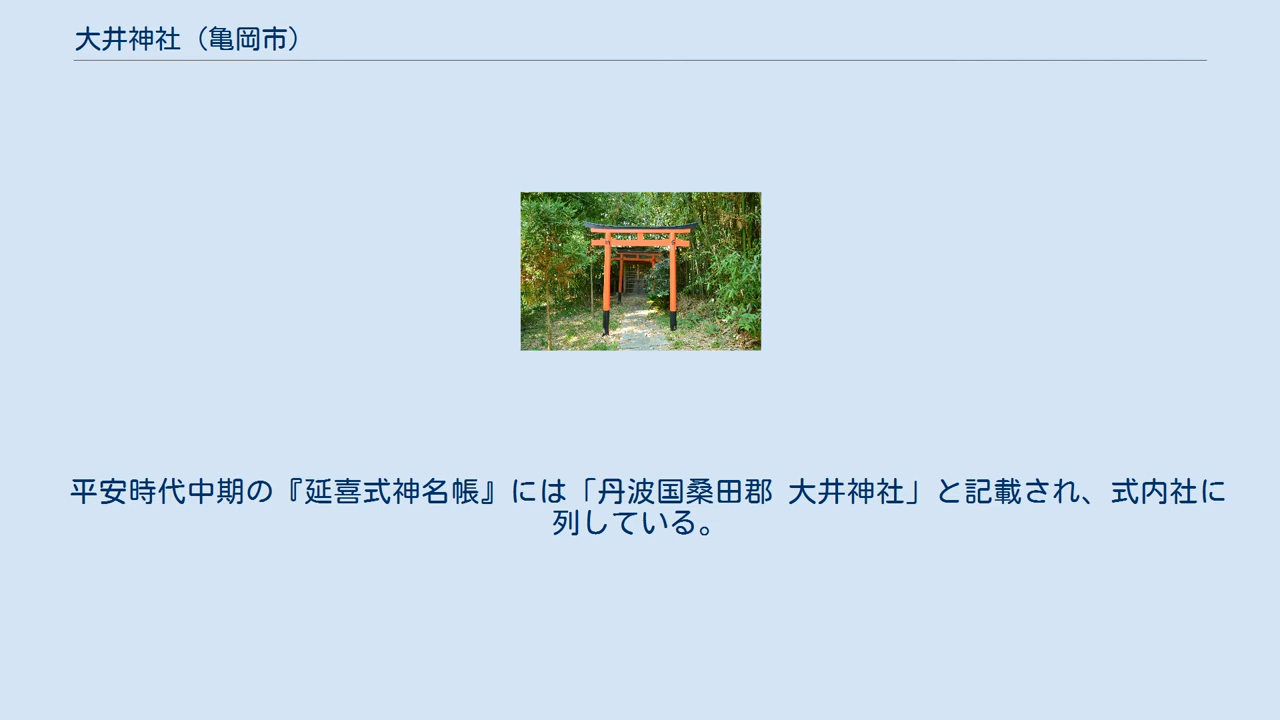 大井神社（亀岡市）
平安時代中期の『延喜式神名帳』には「丹波国桑田郡 大井神社」と記載され、式内社に
列している。